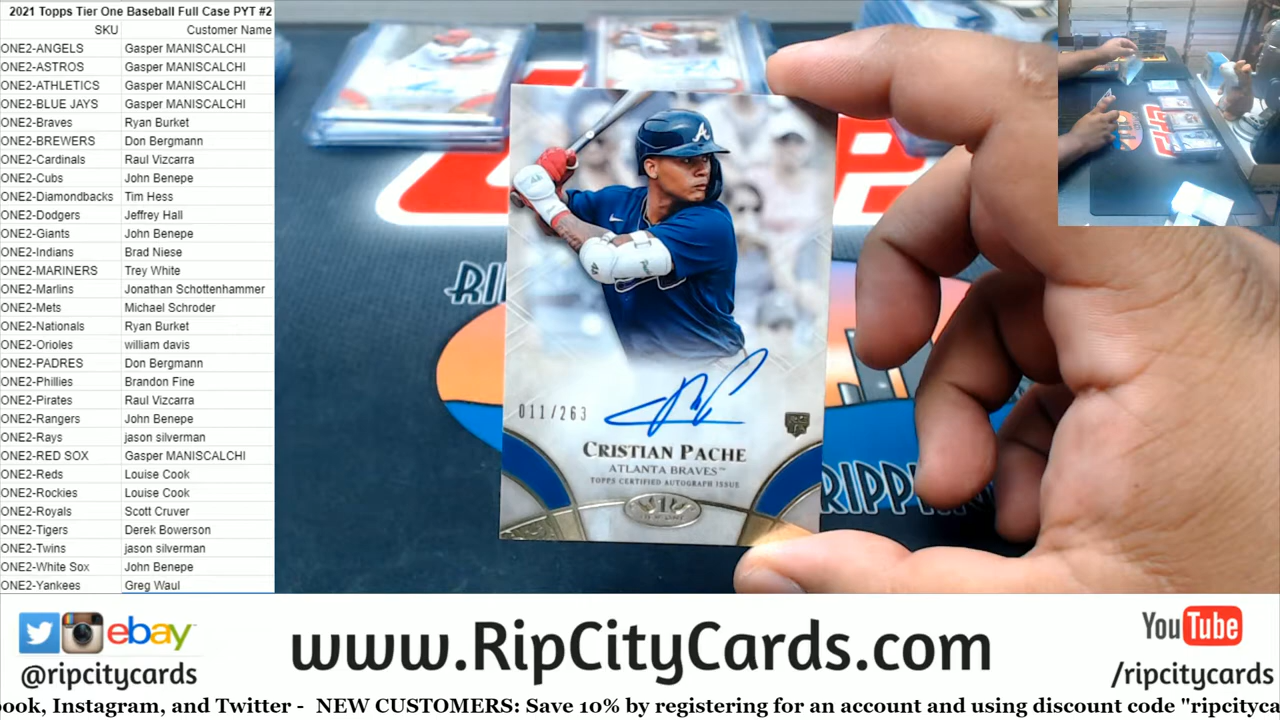 2021 Topps Tier One Baseball Full Case PYT #2
SKU Customer Name
ONE2-ANGELS Gasper MANISCALCHI
ONE2-ASTROS Gasper MANISCALCHI
ONE2-ATHLETICS Gasper MANISCALCHI
ONE2-BLUE JAYS Gasper MANISCALCHI
ONE2-Braves Ryan Burket
ONE2-BREWERS Don Bergmann
ONE2-Cardinals Raul Vizcarra
ONE2-Cubs John Benepe
ONE2-Diamondbacks Tim Hess
ONE2-Dodgers Jeffrey Hall
ONE2-Giants John Benepe
ONE2-Indians Brad Niese
ONE2-MARINERS Trey White
ONE2-Marlins Jonathan Schottenhammer
ONE2-Mets Michael Schroder
ONE2-Nationals Ryan Burket
ONE2-Orioles william davis
ONE2-PADRES Don Bergmann
ONE2-Phillies Brandon Fine
ONE2-Pirates Raul Vizcarra
ONE2-Rangers John Benepe
ONE2-Rays jason silverman
ONE2-RED SOX Gasper MANISCALCHI
ONE2-Reds Louise Cook
ONE2-Rockies Louise Cook
ONE2-Royals Scott Cruver
ONE2-Tigers Derek Bowerson
ONE2-Twins jason silverman
ONE2-White Sox John Benepe
ONE2-Yankees Greg Waul
A
011/263
CRISTIAN PACHE
ATLANTA BRAVES™
TOPPS CERTIFIED AUTOGRAPH ISSUE
1
RI
RIPPI
ebay
@ripcitycards
www.RipCityCards.com
YouTube
/ripcitycards
book, Instagram, and Twitter - NEW CUSTOMERS: Save 10% by registering for an account and using discount code "ripcityca